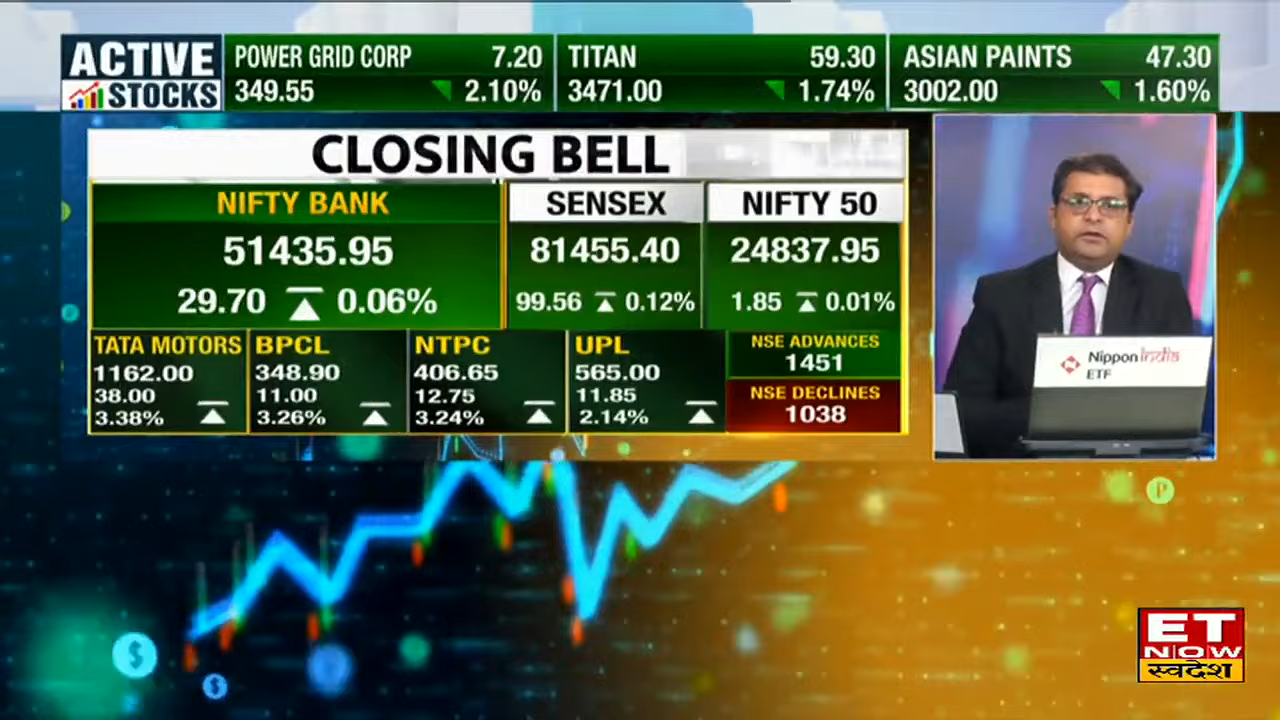 ACTIVE STOCKS
POWER GRID CORP 7.20
349.55 2.10%
TITAN 59.30
3471.00 1.74%
ASIAN PAINTS 47.30
3002.00 1.60%
CLOSING BELL
NIFTY BANK
51435.95
29.70 0.06%
SENSEX
81455.40
99.56 0.12%
NIFTY 50
24837.95
1.85 0.01%
TATA MOTORS
1162.00
38.00
3.38%
BPCL
348.90
11.00
3.26%
NTPC
406.65
12.75
3.24%
UPL
565.00
11.85
2.14%
NSE ADVANCES
1451
NSE DECLINES
1038
Nippon india
ETF
P
$
$
ET
NOW
स्वदेश